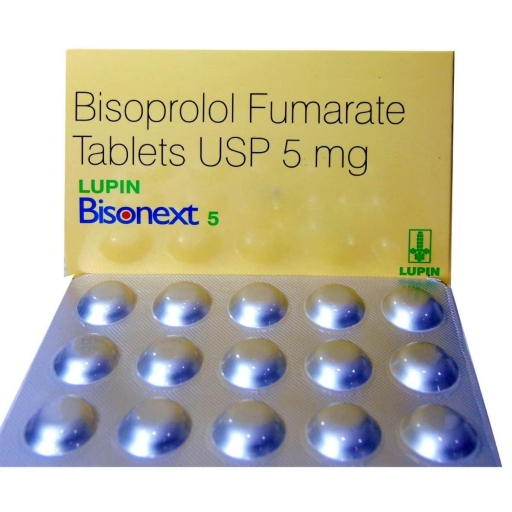 Bisoprolol Fumarate
Tablets USP 5 mg
LUPIN
Bisonext 5
LUPIN